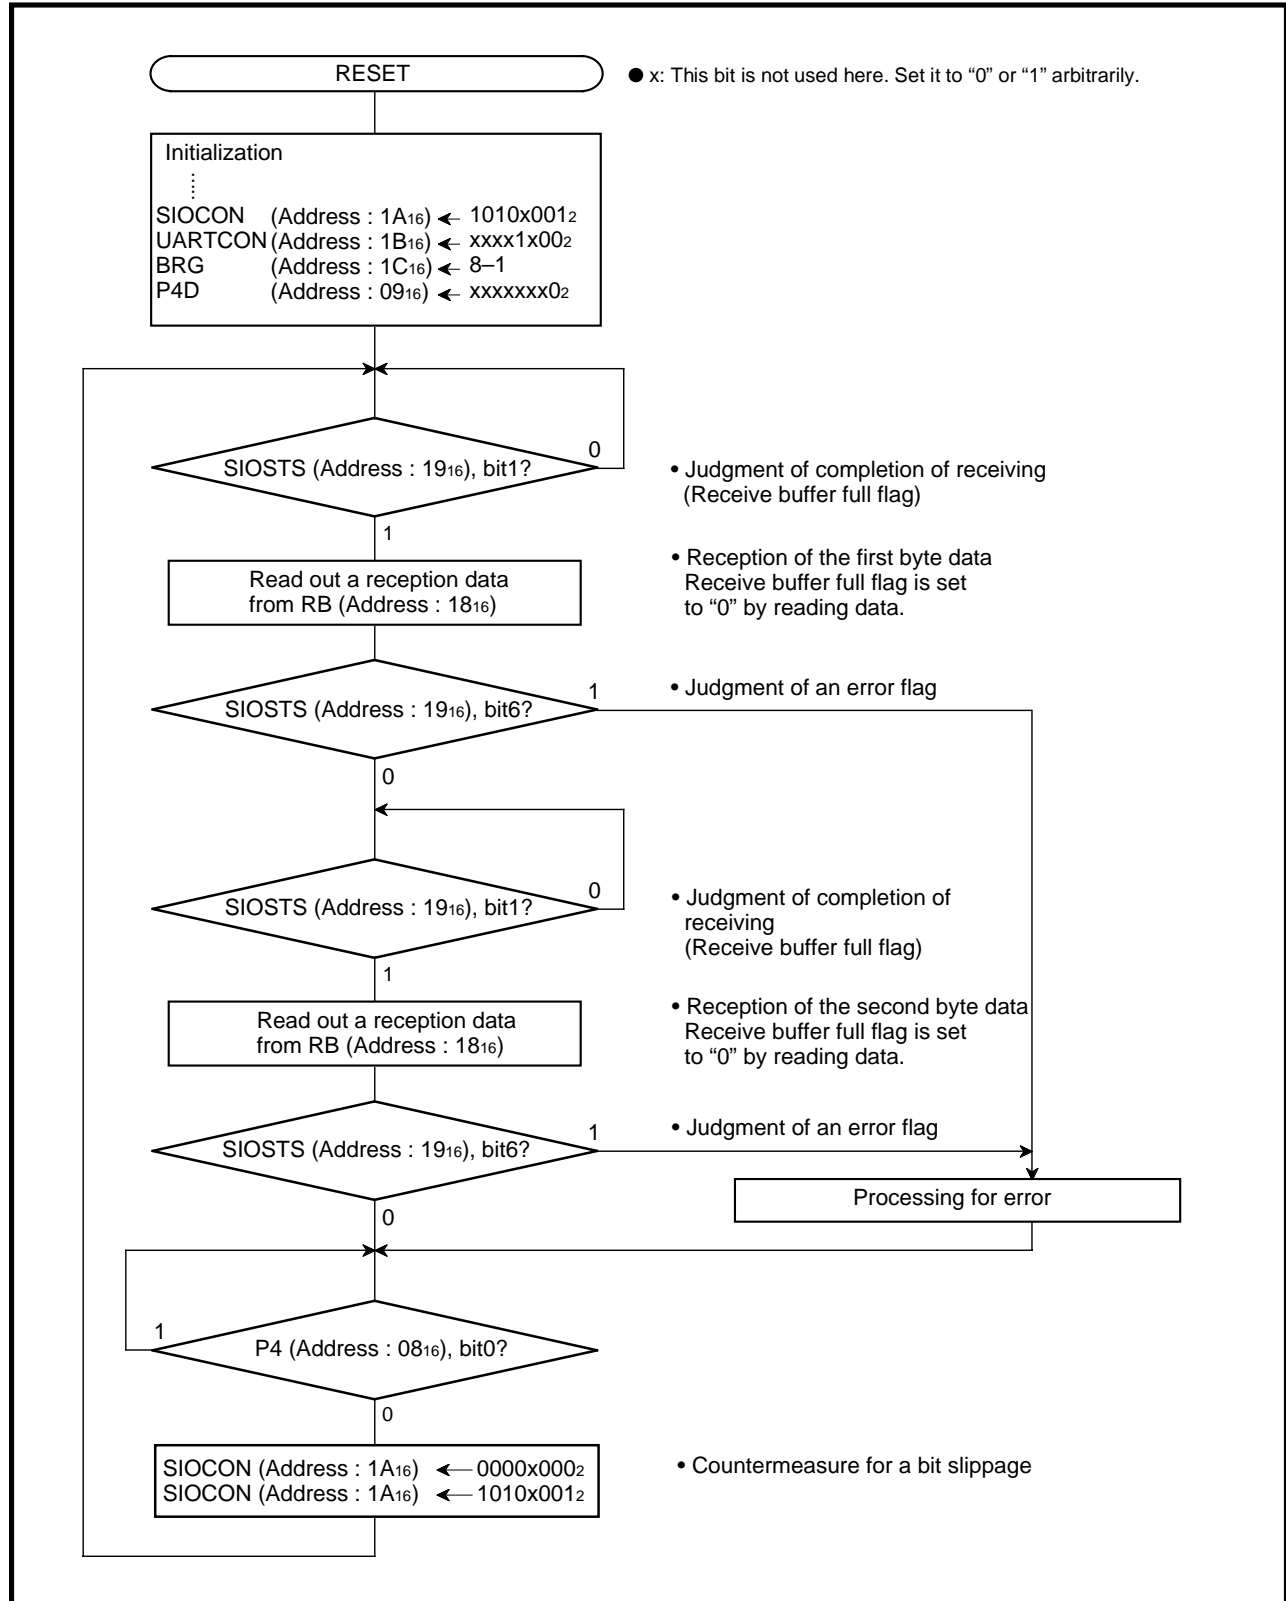 RESET
● x: This bit is not used here. Set it to “0” or “1” arbitrarily.
Initialization
SIOCON (Address : 1A16) ← 1010x0012
UARTCON (Address : 1B16) ← xxxx1x002
BRG (Address : 1C16) ← 8–1
P4D (Address : 0916) ← xxxxxxx02
SIOSTS (Address : 1916), bit1?
0
1
• Judgment of completion of receiving
(Receive buffer full flag)
Read out a reception data
from RB (Address : 1816)
• Reception of the first byte data
Receive buffer full flag is set
to “0” by reading data.
SIOSTS (Address : 1916), bit6?
1
0
• Judgment of an error flag
SIOSTS (Address : 1916), bit1?
0
1
• Judgment of completion of
receiving
(Receive buffer full flag)
Read out a reception data
from RB (Address : 1816)
• Reception of the second byte data
Receive buffer full flag is set
to “0” by reading data.
SIOSTS (Address : 1916), bit6?
1
0
• Judgment of an error flag
Processing for error
1
P4 (Address : 0816), bit0?
0
SIOCON (Address : 1A16) ← 0000x0002
SIOCON (Address : 1A16) ← 1010x0012
• Countermeasure for a bit slippage